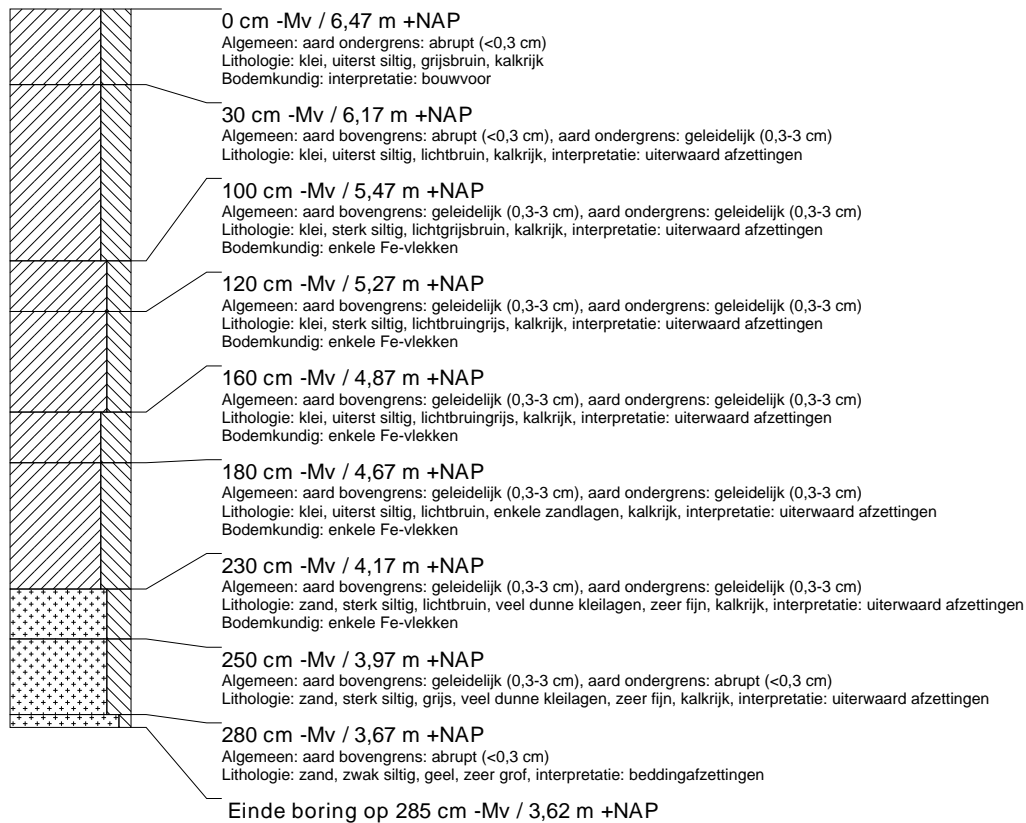 0 cm -Mv / 6,47 m +NAP
Algemeen: aard ondergrens: abrupt (<0,3 cm)
Lithologie: klei, uiterst siltig, grijsbruin, kalkrijk
Bodemkundig: interpretatie: bouwvoor
30 cm -Mv / 6,17 m +NAP
Algemeen: aard bovengrens: abrupt (<0,3 cm), aard ondergrens: geleidelijk (0,3-3 cm)
Lithologie: klei, uiterst siltig, lichtbruin, kalkrijk, interpretatie: uiterwaard afzettingen
100 cm -Mv / 5,47 m +NAP
Algemeen: aard bovengrens: geleidelijk (0,3-3 cm), aard ondergrens: geleidelijk (0,3-3 cm)
Lithologie: klei, sterk siltig, lichtgrijsbruin, kalkrijk, interpretatie: uiterwaard afzettingen
Bodemkundig: enkele Fe-vlekken
120 cm -Mv / 5,27 m +NAP
Algemeen: aard bovengrens: geleidelijk (0,3-3 cm), aard ondergrens: geleidelijk (0,3-3 cm)
Lithologie: klei, sterk siltig, lichtbruingrijs, kalkrijk, interpretatie: uiterwaard afzettingen
Bodemkundig: enkele Fe-vlekken
160 cm -Mv / 4,87 m +NAP
Algemeen: aard bovengrens: geleidelijk (0,3-3 cm), aard ondergrens: geleidelijk (0,3-3 cm)
Lithologie: klei, uiterst siltig, lichtbruingrijs, kalkrijk, interpretatie: uiterwaard afzettingen
Bodemkundig: enkele Fe-vlekken
180 cm -Mv / 4,67 m +NAP
Algemeen: aard bovengrens: geleidelijk (0,3-3 cm), aard ondergrens: geleidelijk (0,3-3 cm)
Lithologie: klei, uiterst siltig, lichtbruin, enkele zandlagen, kalkrijk, interpretatie: uiterwaard afzettingen
Bodemkundig: enkele Fe-vlekken
230 cm -Mv / 4,17 m +NAP
Algemeen: aard bovengrens: geleidelijk (0,3-3 cm), aard ondergrens: geleidelijk (0,3-3 cm)
Lithologie: zand, sterk siltig, lichtbruin, veel dunne kleilagen, zeer fijn, kalkrijk, interpretatie: uiterwaard afzettingen
Bodemkundig: enkele Fe-vlekken
250 cm -Mv / 3,97 m +NAP
Algemeen: aard bovengrens: geleidelijk (0,3-3 cm), aard ondergrens: abrupt (<0,3 cm)
Lithologie: zand, sterk siltig, grijs, veel dunne kleilagen, zeer fijn, kalkrijk, interpretatie: uiterwaard afzettingen
280 cm -Mv / 3,67 m +NAP
Algemeen: aard bovengrens: abrupt (<0,3 cm)
Lithologie: zand, zwak siltig, geel, zeer grof, interpretatie: beddingafzettingen
Einde boring op 285 cm -Mv / 3,62 m +NAP